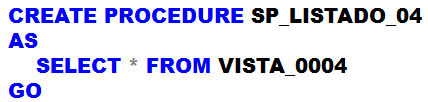 CREATE PROCEDURE SP_LISTADO_04
AS
SELECT * FROM VISTA_0004
GO